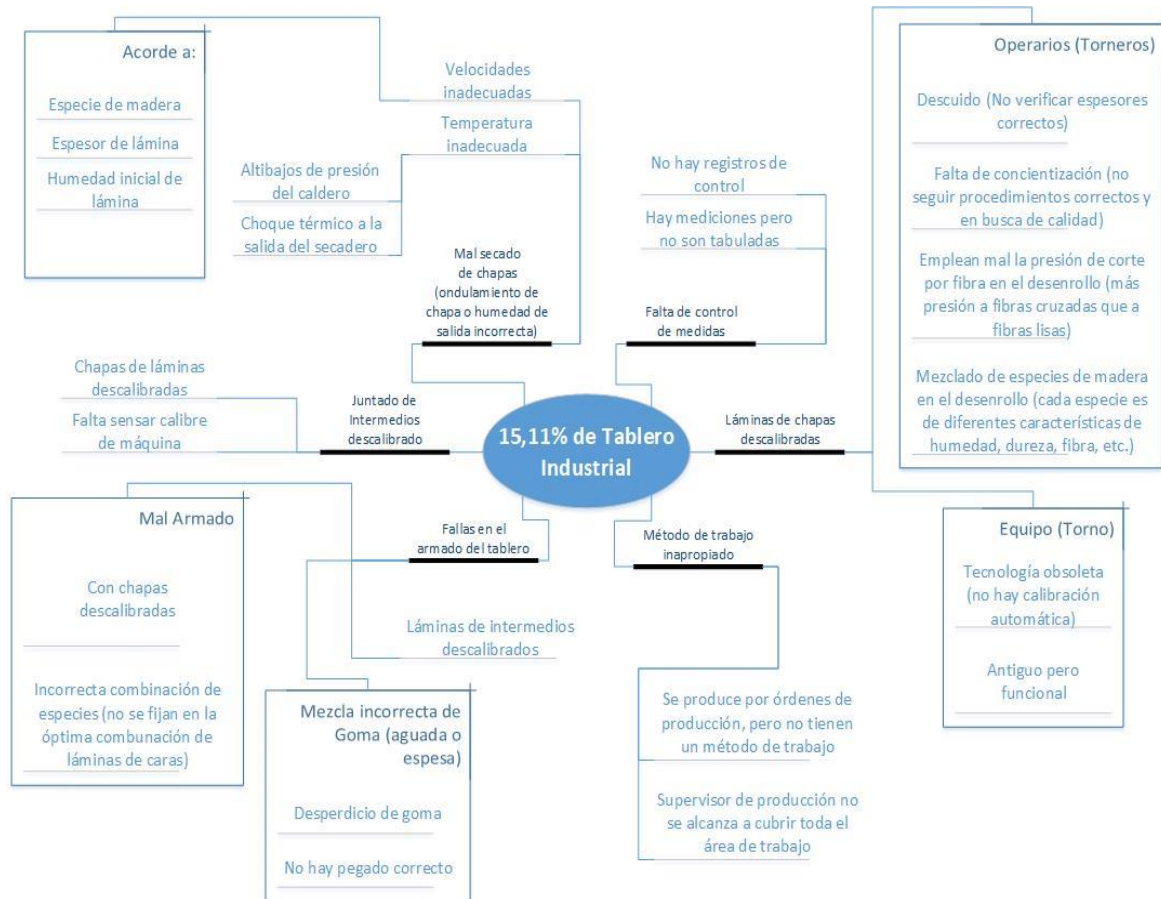 Acorde a:
Especie de madera
Espesor de lámina
Humedad inicial de
lámina
Velocidades
inadecuadas
Temperatura
inadecuada
Altibajos de presión
del caldero
Choque térmico a la
salida del secadero
Mal secado
de chapas
(ondulamiento de
chapa o humedad de
salida incorrecta)
No hay registros de
control
Hay mediciones pero
no son tabuladas
Falta de control
de medidas
Operarios (Torneros)
Descuido (No verificar espesores
correctos)
Falta de concientización (no
seguir procedimientos correctos y
en busca de calidad)
Emplean mal la presión de corte
por fibra en el desenrollo (más
presión a fibras cruzadas que a
fibras lisas)
Mezclado de especies de madera
en el desenrollo (cada especie es
de diferentes características de
humedad, dureza, fibra, etc.)
Chapas de láminas
descalibradas
Falta sensar calibre
de máquina
Juntado de
Intermedios
descalibrado
15,11% de Tablero
Industrial
Láminas de chapas
descalibradas
Mal Armado
Con chapas
descalibradas
Incorrecta combinación de
especies (no se fijan en la
óptima combunación de
láminas de caras)
Fallas en el
armado del tablero
Láminas de intermedios
descalibrados
Mezcla incorrecta de
Goma (aguada o
espesa)
Desperdicio de goma
No hay pegado correcto
Método de trabajo
inapropiado
Se produce por órdenes de
producción, pero no tienen
un método de trabajo
Supervisor de producción no
se alcanza a cubrir toda el
área de trabajo
Equipo (Torno)
Tecnología obsoleta
(no hay calibración
automática)
Antiguo pero
funcional